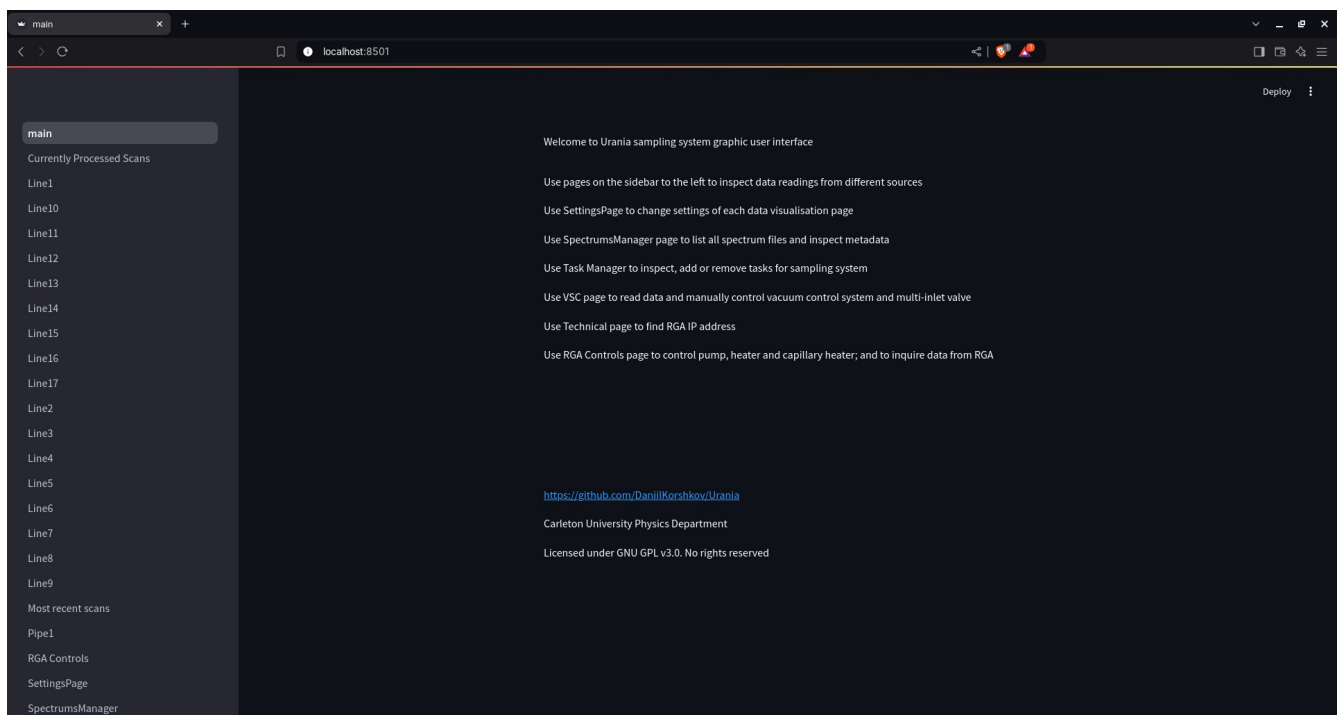 main
localhost:8501
Deploy
main
Currently Processed Scans
Line1
Line10
Line11
Line12
Line13
Line14
Line15
Line16
Line17
Line2
Line3
Line4
Line5
Line6
Line7
Line8
Line9
Most recent scans
Pipe1
RGA Controls
SettingsPage
SpectrumsManager
Welcome to Urania sampling system graphic user interface
Use pages on the sidebar to the left to inspect data readings from different sources
Use SettingsPage to change settings of each data visualisation page
Use SpectrumsManager page to list all spectrum files and inspect metadata
Use Task Manager to inspect, add or remove tasks for sampling system
Use VSC page to read data and manually control vacuum control system and multi-inlet valve
Use Technical page to find RGA IP address
Use RGA Controls page to control pump, heater and capillary heater; and to inquire data from RGA
https://github.com/DaniilKorshkov/Urania
Carleton University Physics Department
Licensed under GNU GPL v3.0. No rights reserved